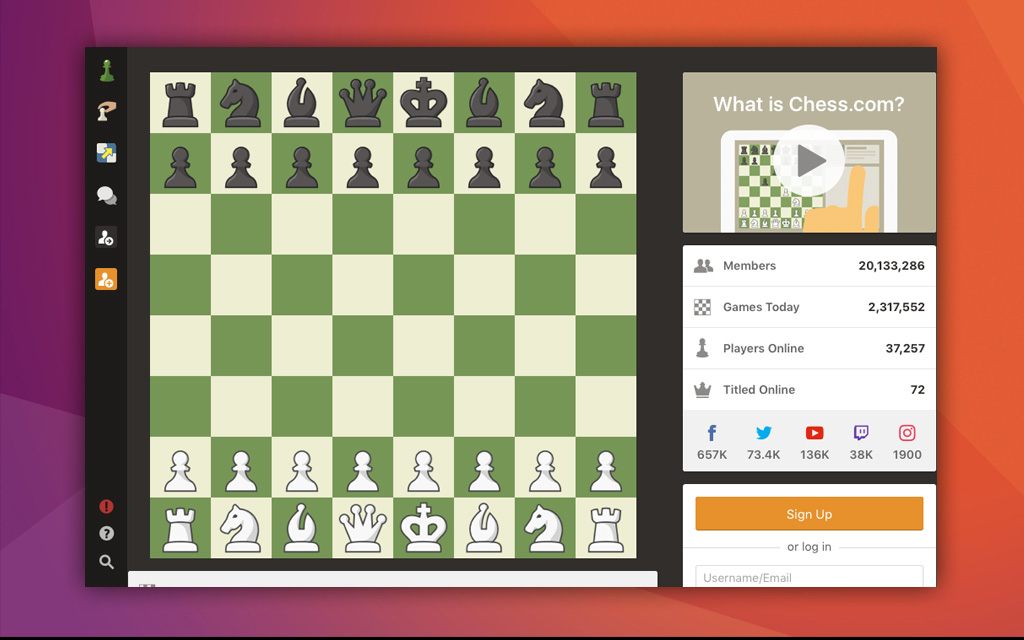 What is Chess.com?
Members 20,133,286
Games Today 2,317,552
Players Online 37,257
Titled Online 72
657K 73.4K 136K 38K 1900
Sign Up
or log in
Username/Email